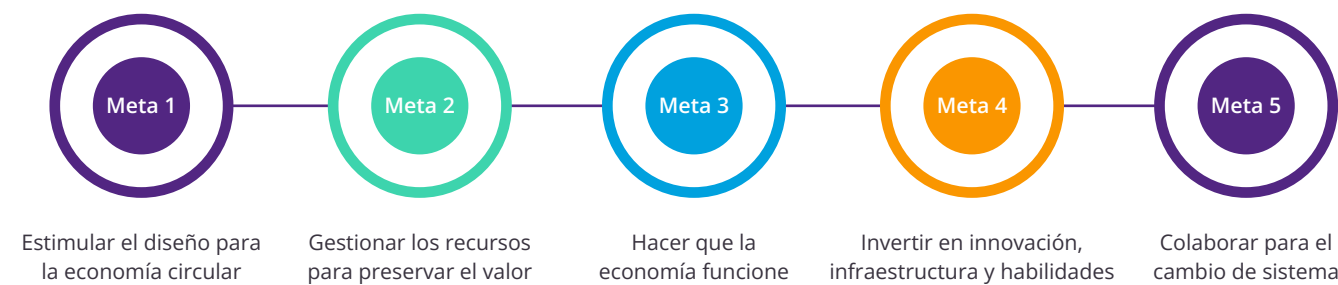 Meta 1
Meta 2
Meta 3
Meta 4
Meta 5
Estimular el diseño para
la economía circular
Gestionar los recursos
para preservar el valor
Hacer que la
economía funcione
Invertir en innovación,
infraestructura y habilidades
Colaborar para el
cambio de sistema